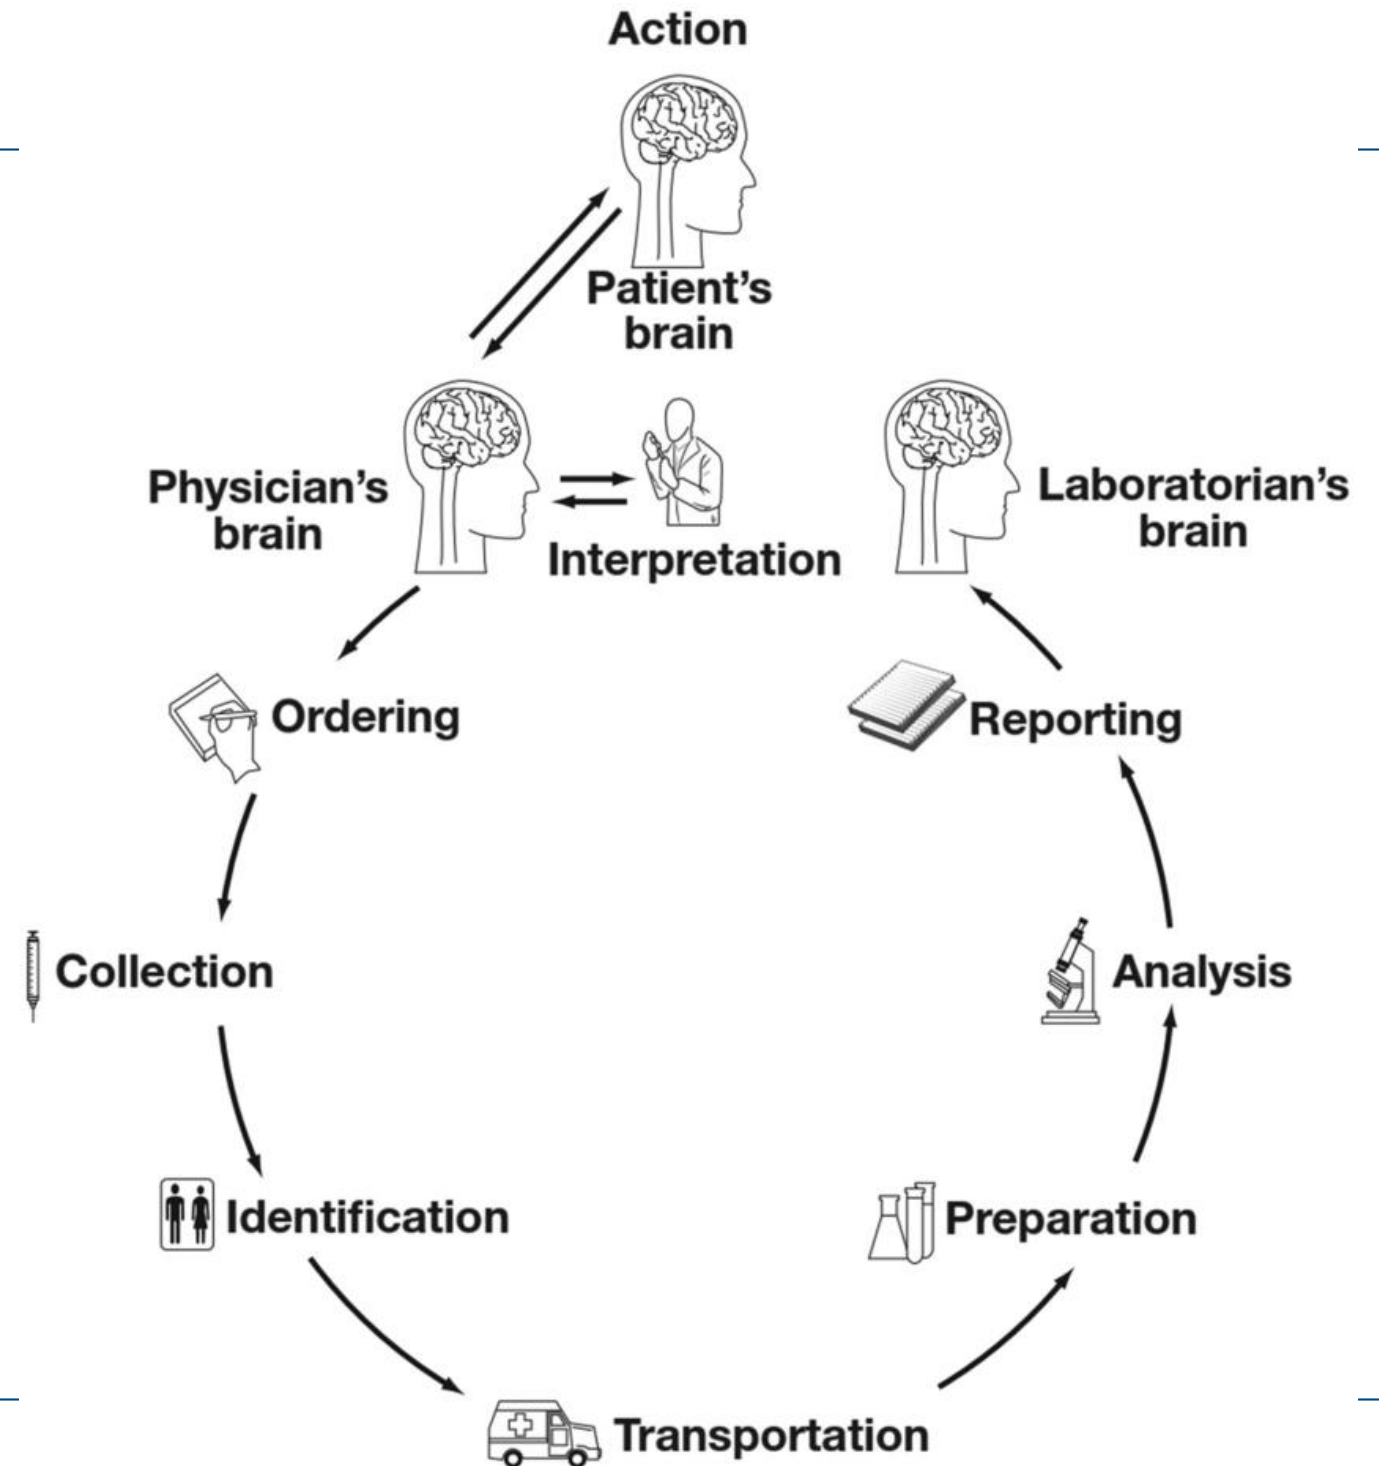 Action
Patient’s
brain
Physician’s
brain
Interpretation
Laboratorian’s
brain
Ordering
Reporting
Collection
Analysis
Identification
Preparation
Transportation